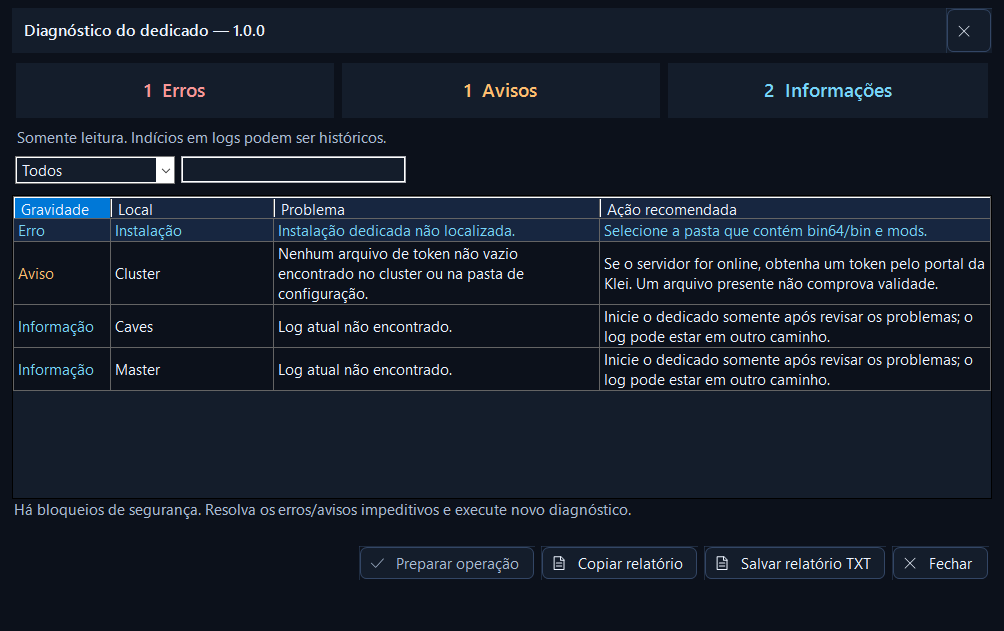 Diagnóstico do dedicado — 1.0.0
1 Erros
1 Avisos
2 Informações
Somente leitura. Indícios em logs podem ser históricos.
Todos
Gravidade Local Problema Ação recomendada
Erro Instalação Instalação dedicada não localizada. Selecione a pasta que contém bin64/bin e mods.
Aviso Cluster
Nenhum arquivo de token não vazio
encontrado no cluster ou na pasta de
configuração.
Se o servidor for online, obtenha um token pelo portal da
Klei. Um arquivo presente não comprova validade.
Informação Caves Log atual não encontrado.
Inicie o dedicado somente após revisar os problemas; o
log pode estar em outro caminho.
Informação Master Log atual não encontrado.
Inicie o dedicado somente após revisar os problemas; o
log pode estar em outro caminho.
Há bloqueios de segurança. Resolva os erros/avisos impeditivos e execute novo diagnóstico.
Preparar operação
Copiar relatório
Salvar relatório TXT
Fechar